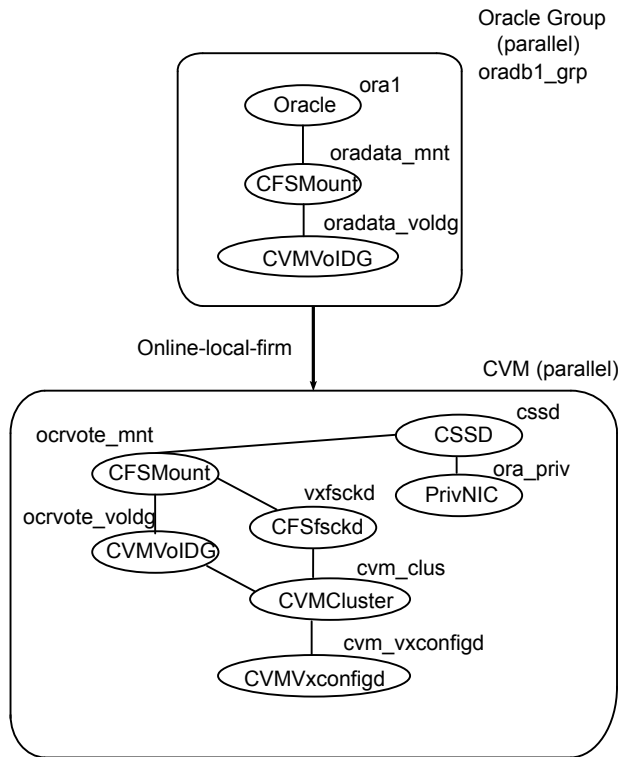 Oracle Group
(parallel)
oradb1_grp
ora1
Oracle
oradata_mnt
CFSMount
oradata_voldg
CVMVolDG
Online-local-firm
CVM (parallel)
cssd
CSSD
ocrvote_mnt
ora_priv
CFSMount
PrivNIC
vxfsckd
ocrvote_voldg
CFSfsckd
CVMVolDG
cvm_clus
CVMCluster
cvm_vxconfigd
CVMVxconfigd